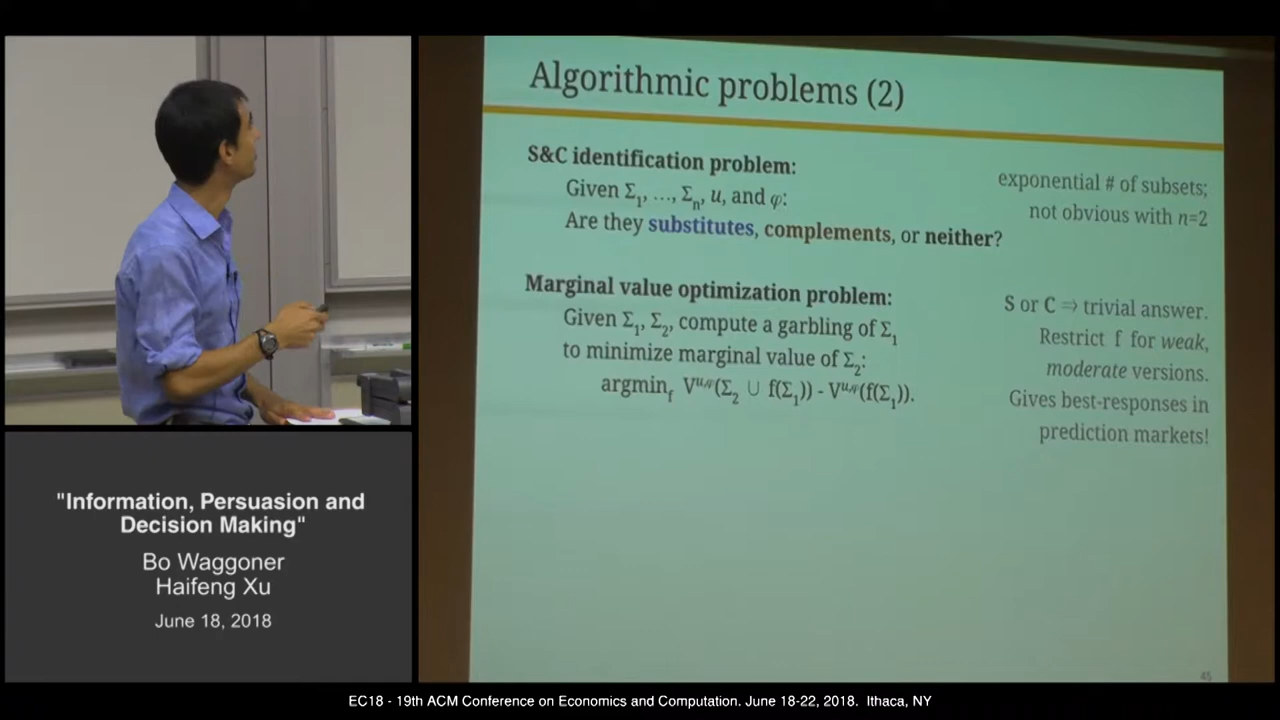 Algorithmic problems (2)
S&C identification problem:
Given Σ₁, ..., Σₙ, u, and φ:
Are they substitutes, complements, or neither?
exponential # of subsets;
not obvious with n=2
Marginal value optimization problem:
Given Σ₁, Σ₂, compute a garbling of Σ₁
to minimize marginal value of Σ₂:
argmin_f V^{u,φ}(Σ₂ ∪ f(Σ₁)) - V^{u,φ}(f(Σ₁)).
S or C ⇒ trivial answer.
Restrict f for weak,
moderate versions.
Gives best-responses in
prediction markets!
45
"Information, Persuasion and
Decision Making"
Bo Waggoner
Haifeng Xu
June 18, 2018
EC18 - 19th ACM Conference on Economics and Computation. June 18-22, 2018. Ithaca, NY